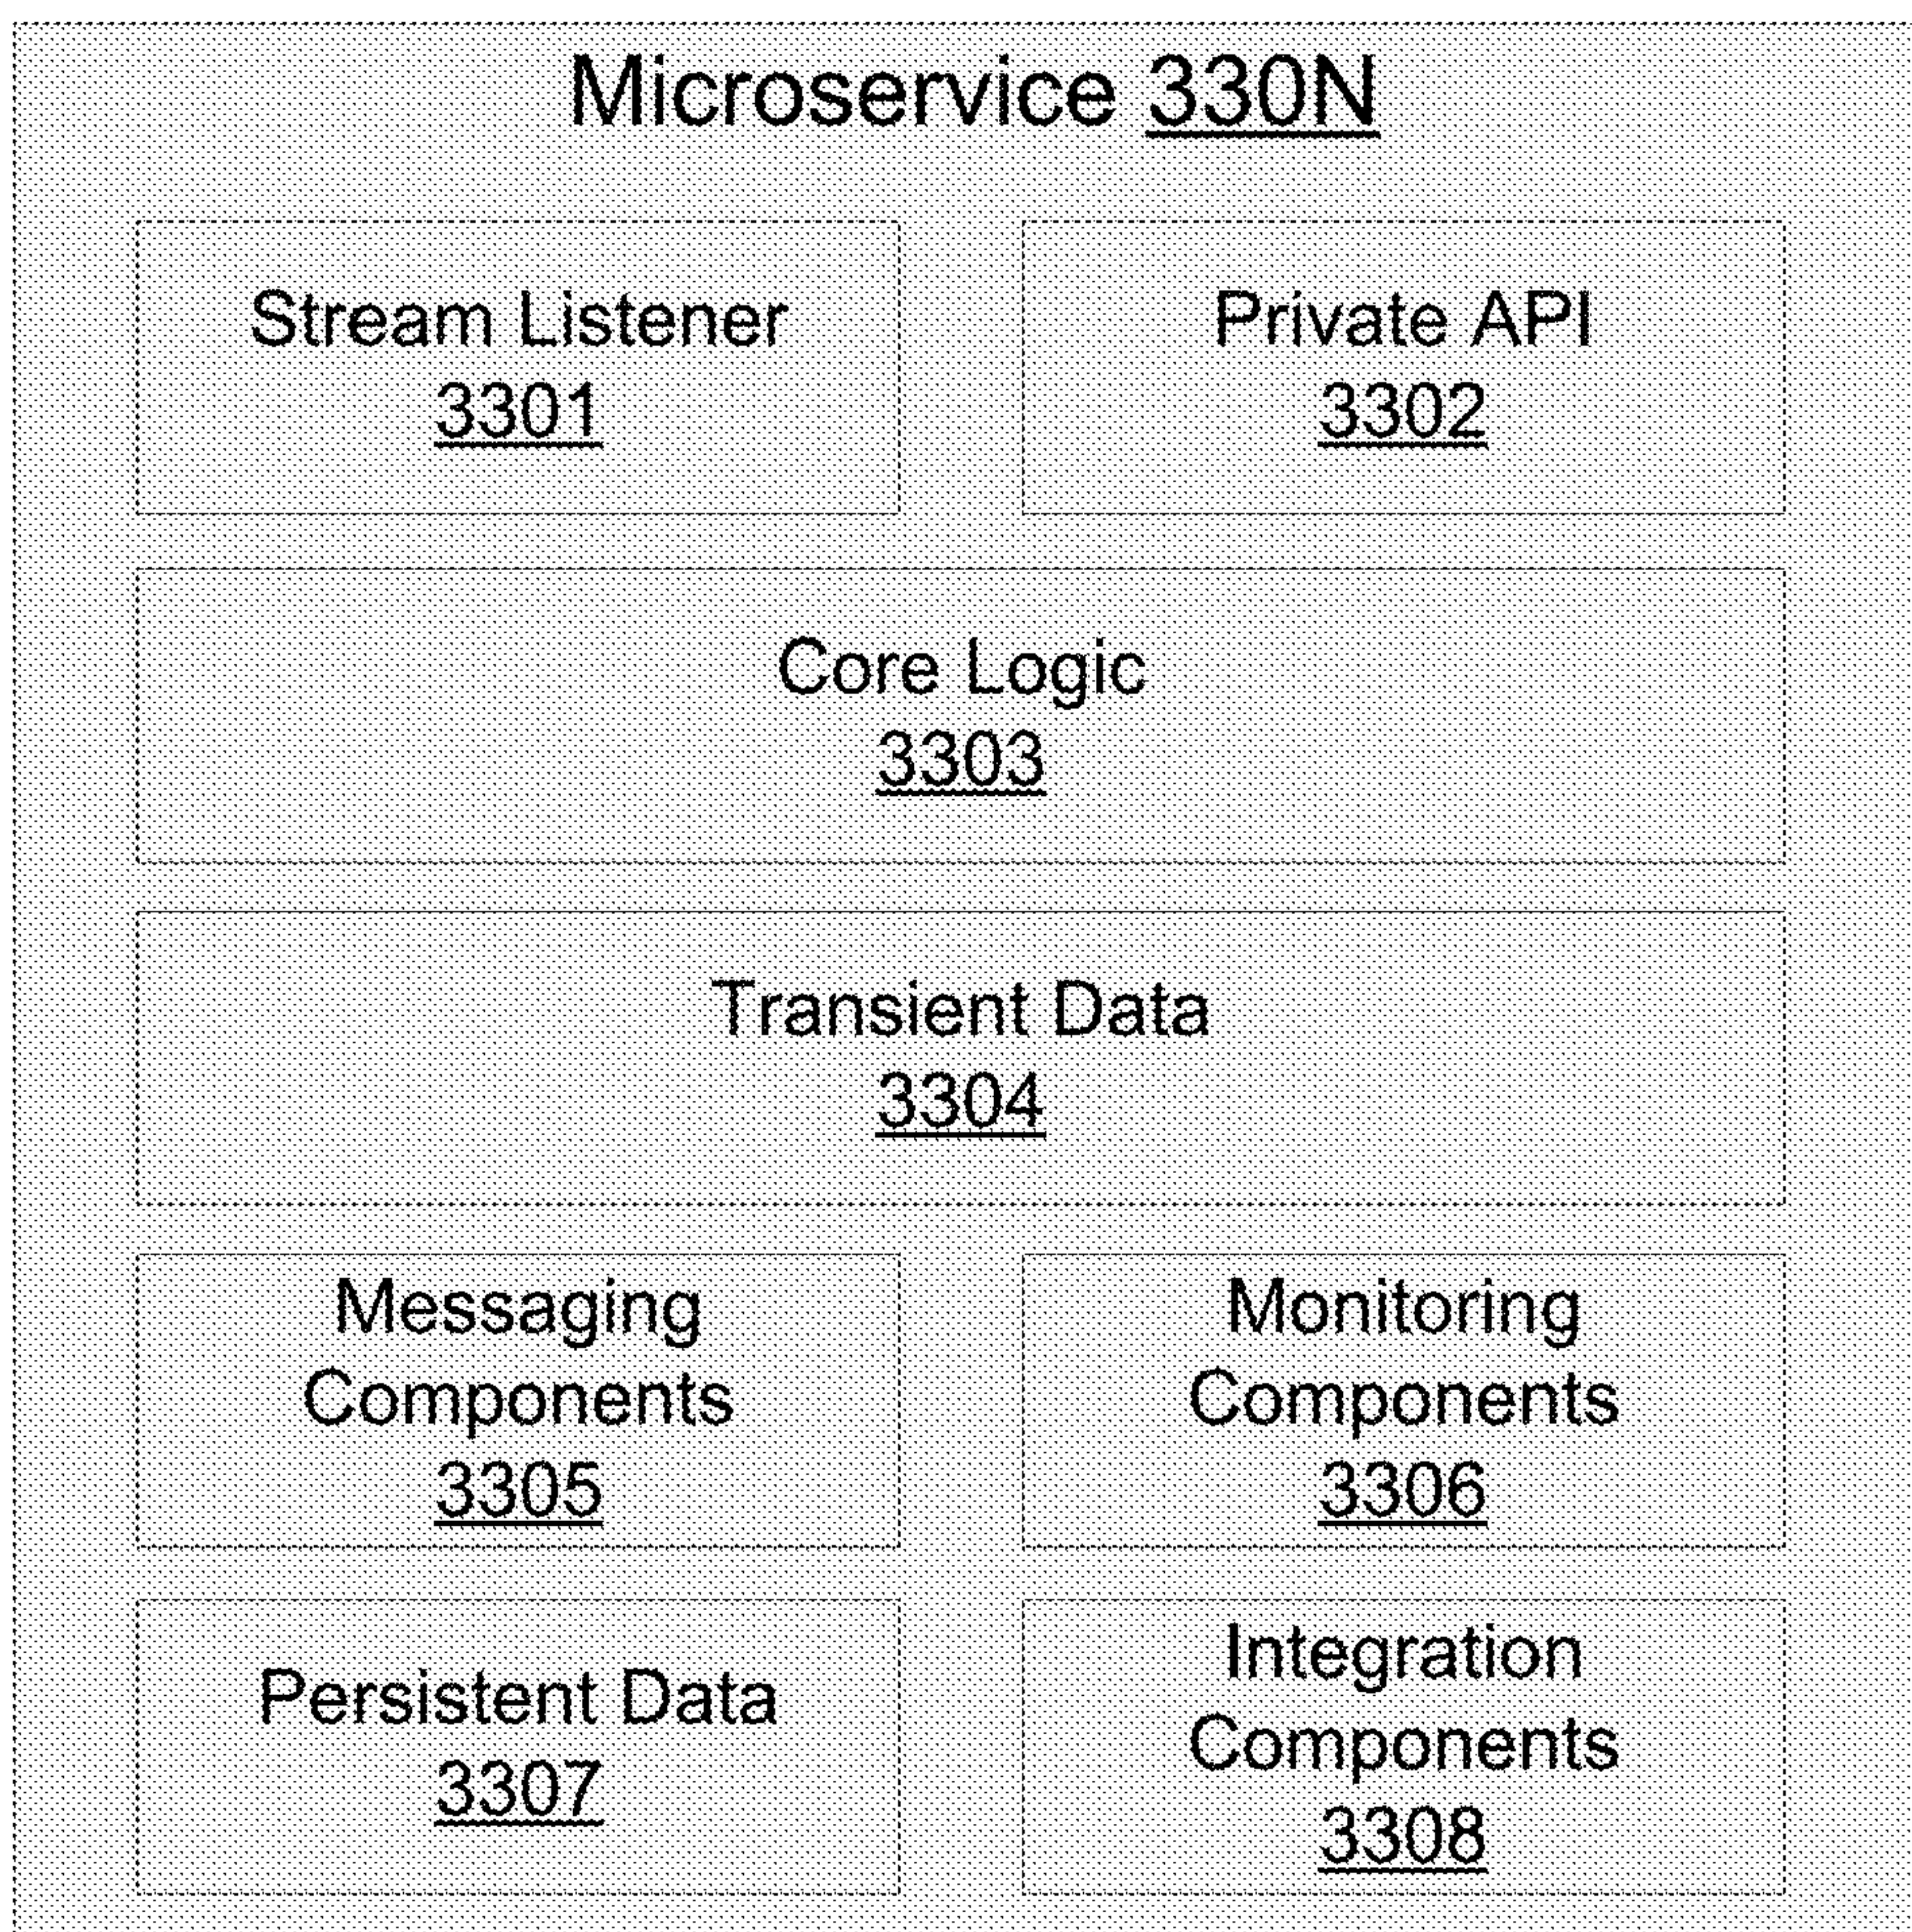 Microservice 330N
Stream Listener
3301
Private API
3302
Core Logic
3303
Transient Data
3304
Messaging
Components
3305
Monitoring
Components
3306
Persistent Data
3307
Integration
Components
3308